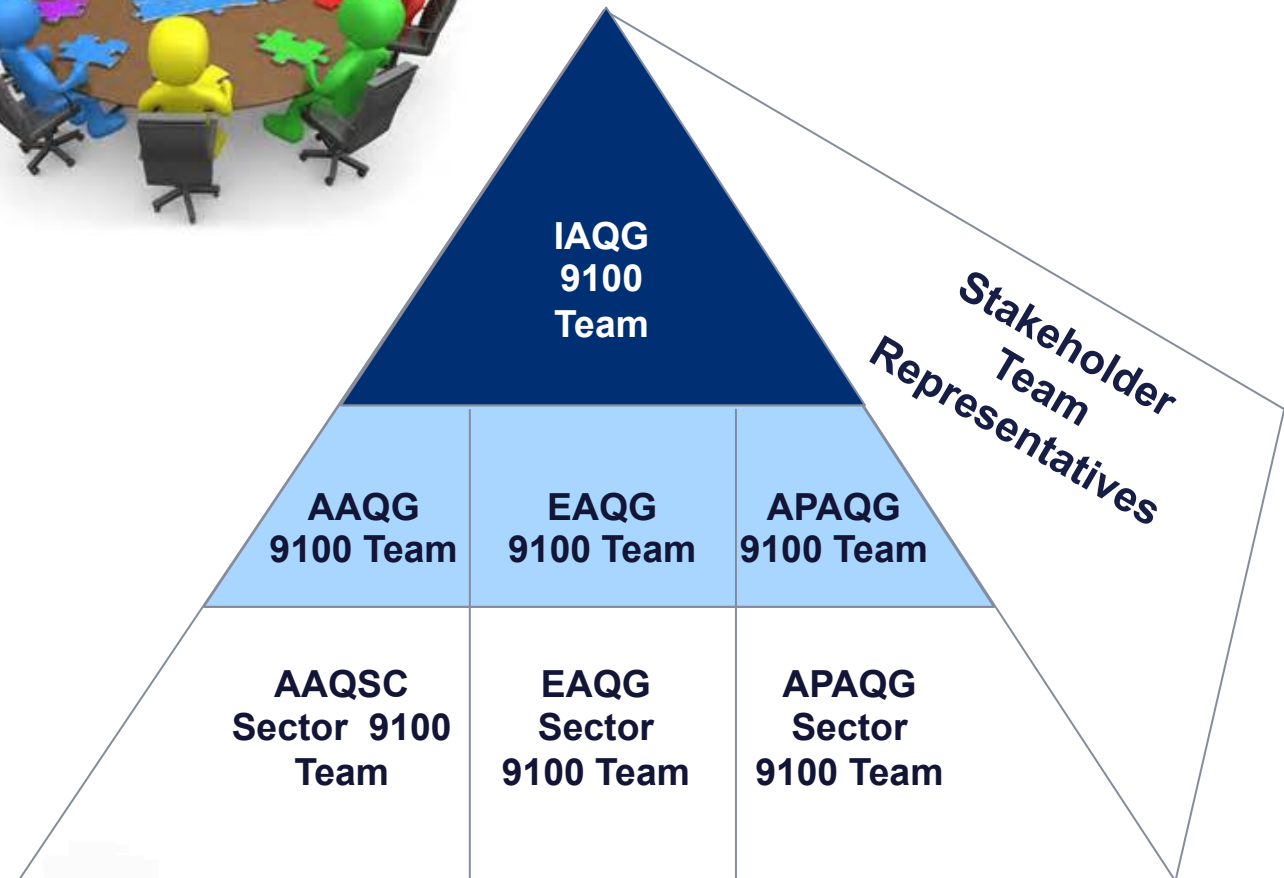 IAQG
9100
Team
Stakeholder
Team
Representatives
AAQG
9100 Team
EAQG
9100 Team
APAQG
9100 Team
AAQSC
Sector 9100
Team
EAQG
Sector
9100 Team
APAQG
Sector
9100 Team